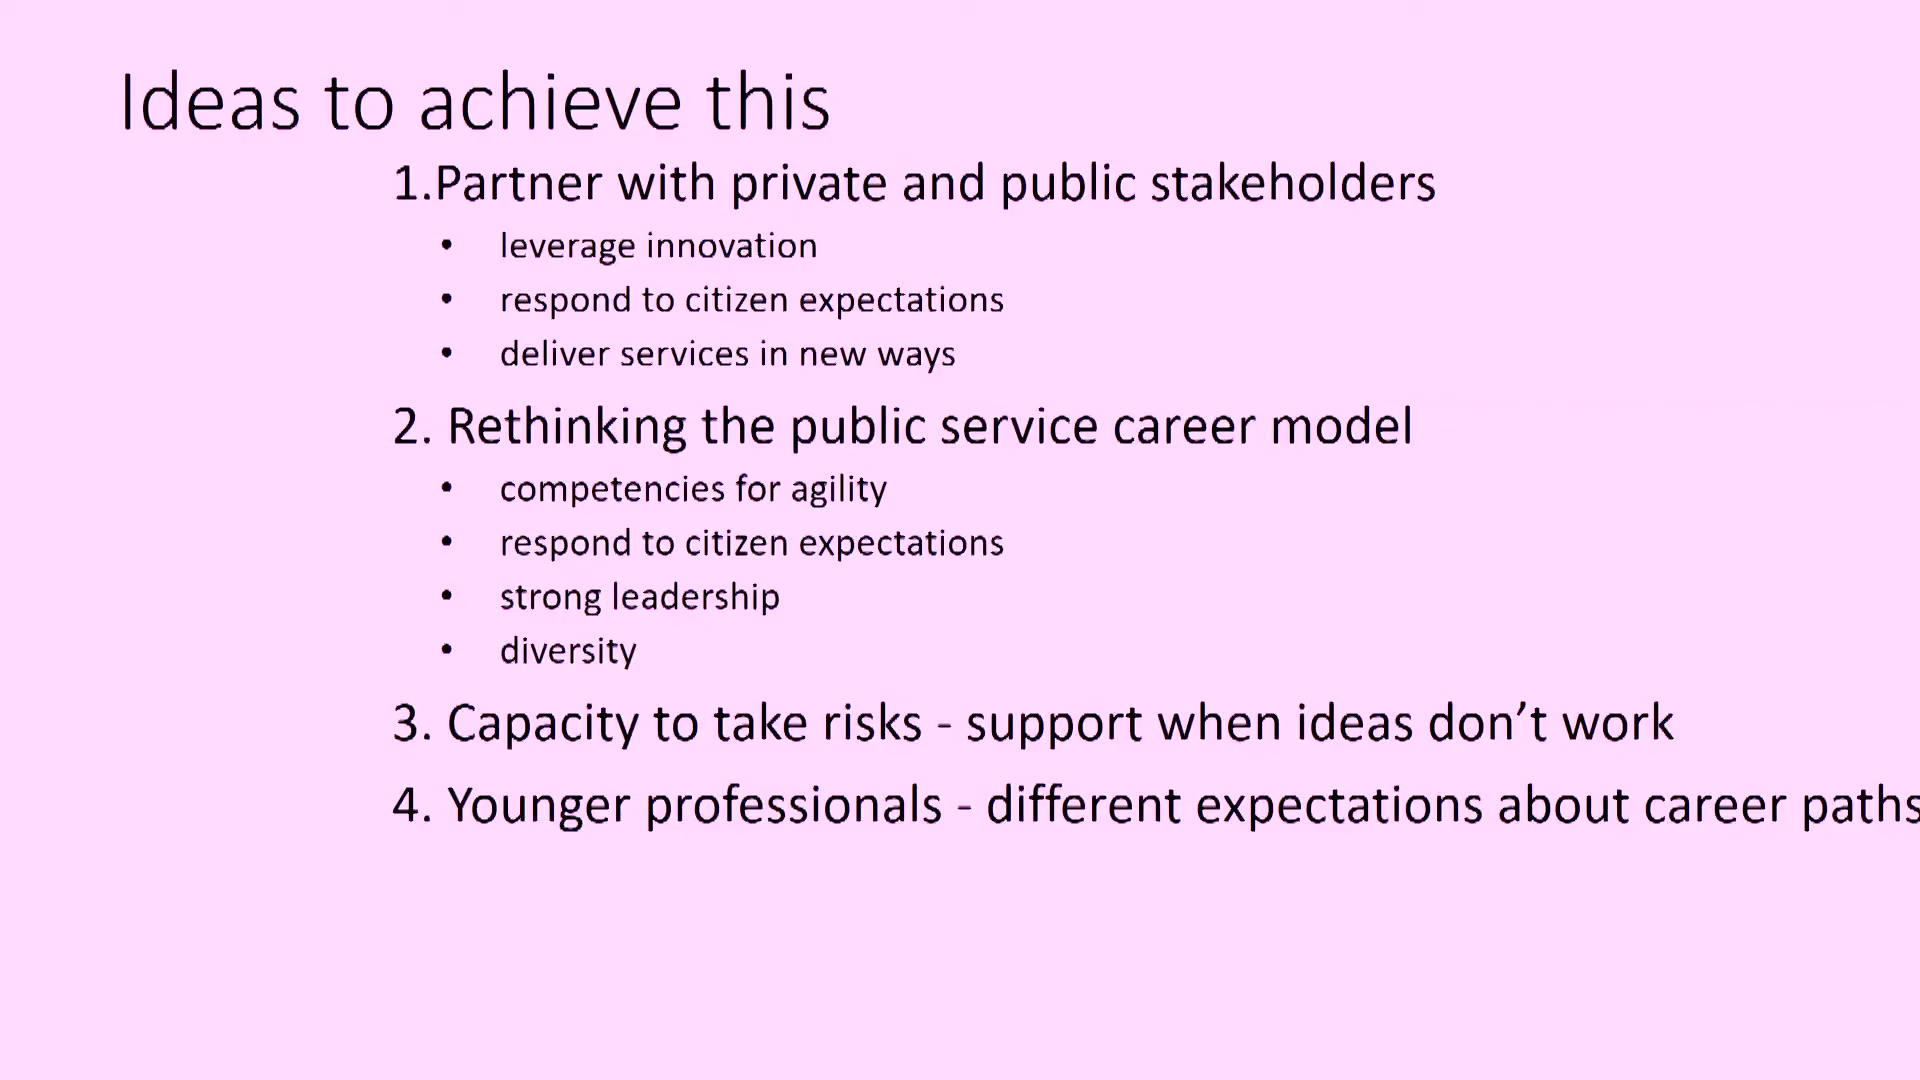 Ideas to achieve this
1.Partner with private and public stakeholders
• leverage innovation
• respond to citizen expectations
• deliver services in new ways
2. Rethinking the public service career model
• competencies for agility
• respond to citizen expectations
• strong leadership
• diversity
3. Capacity to take risks - support when ideas don’t work
4. Younger professionals - different expectations about career paths